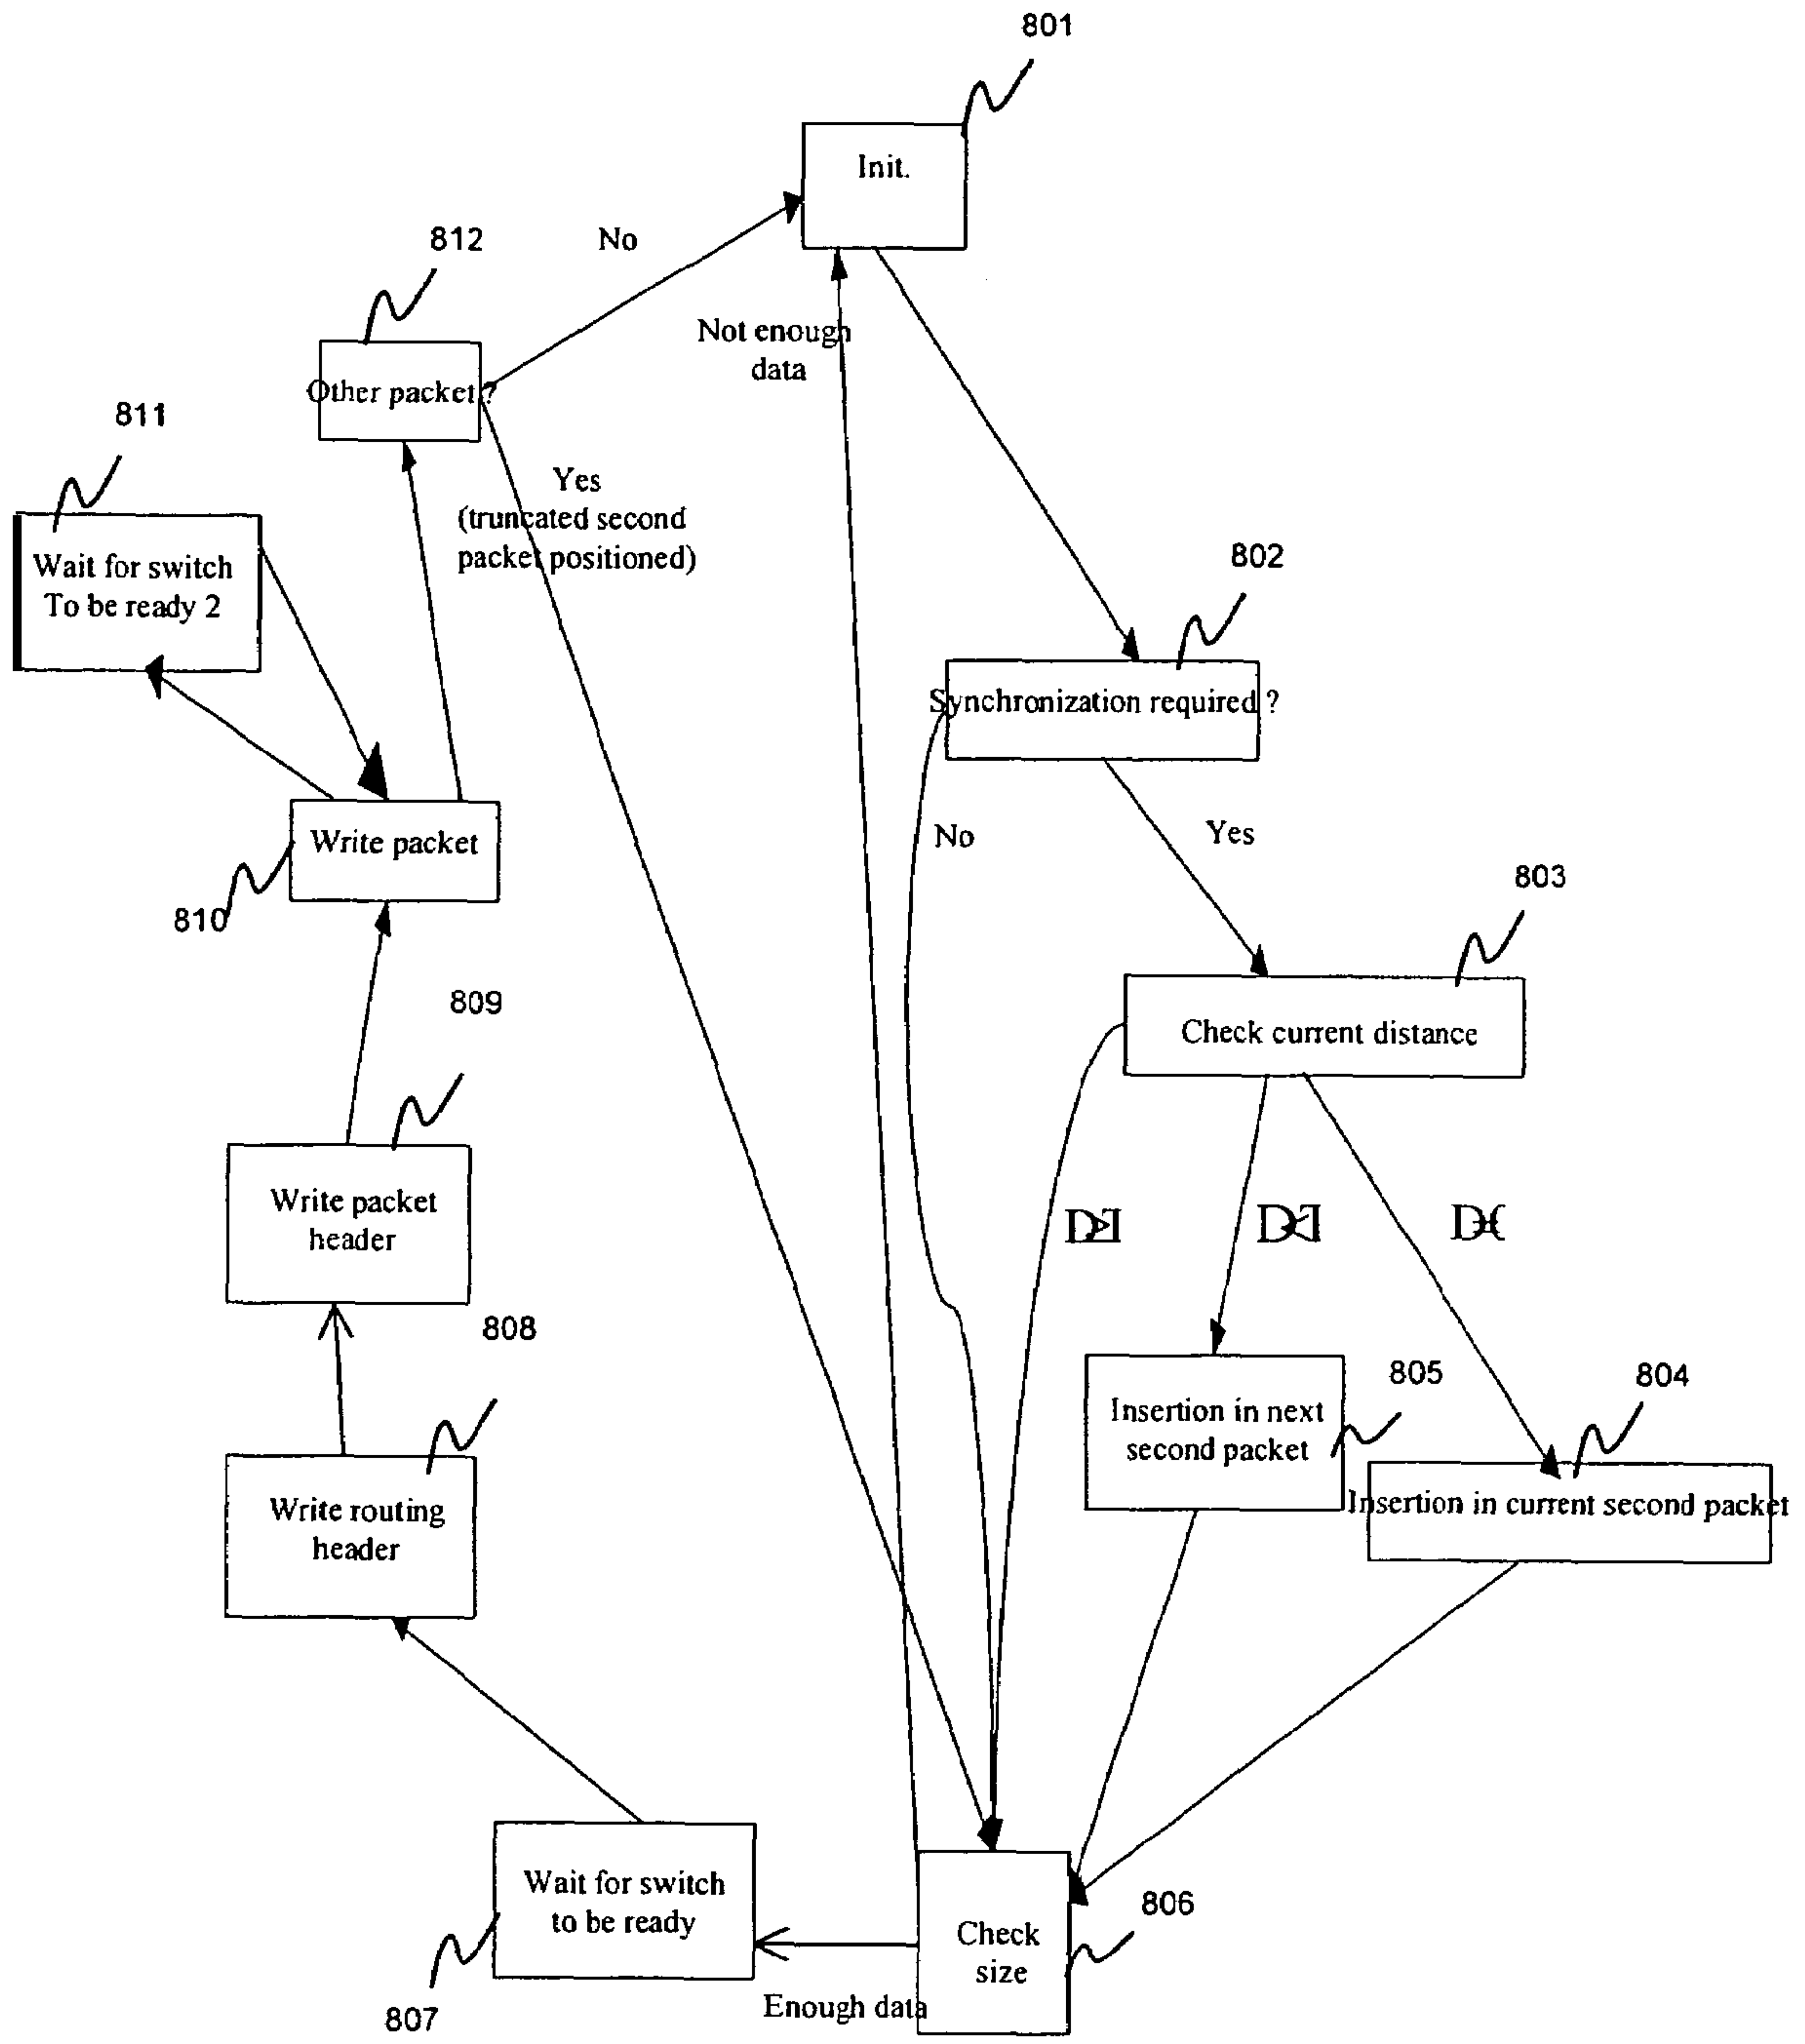 801
Init.
812
No
Not enough
data
Other packet ?
811
Yes
(truncated second
packet positioned)
Wait for switch
To be ready 2
802
Synchronization required ?
No
Yes
Write packet
810
803
Check current distance
809
Write packet
header
808
805
804
Insertion in next
second packet
Insertion in current second packet
Write routing
header
Wait for switch
to be ready
806
Check
size
Enough data
807